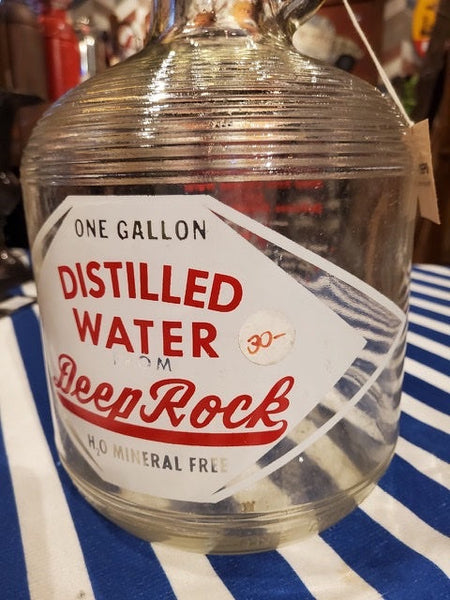 ONE GALLON
DISTILLED
WATER
FROM
DeepRock
H2O MINERAL FREE
30-